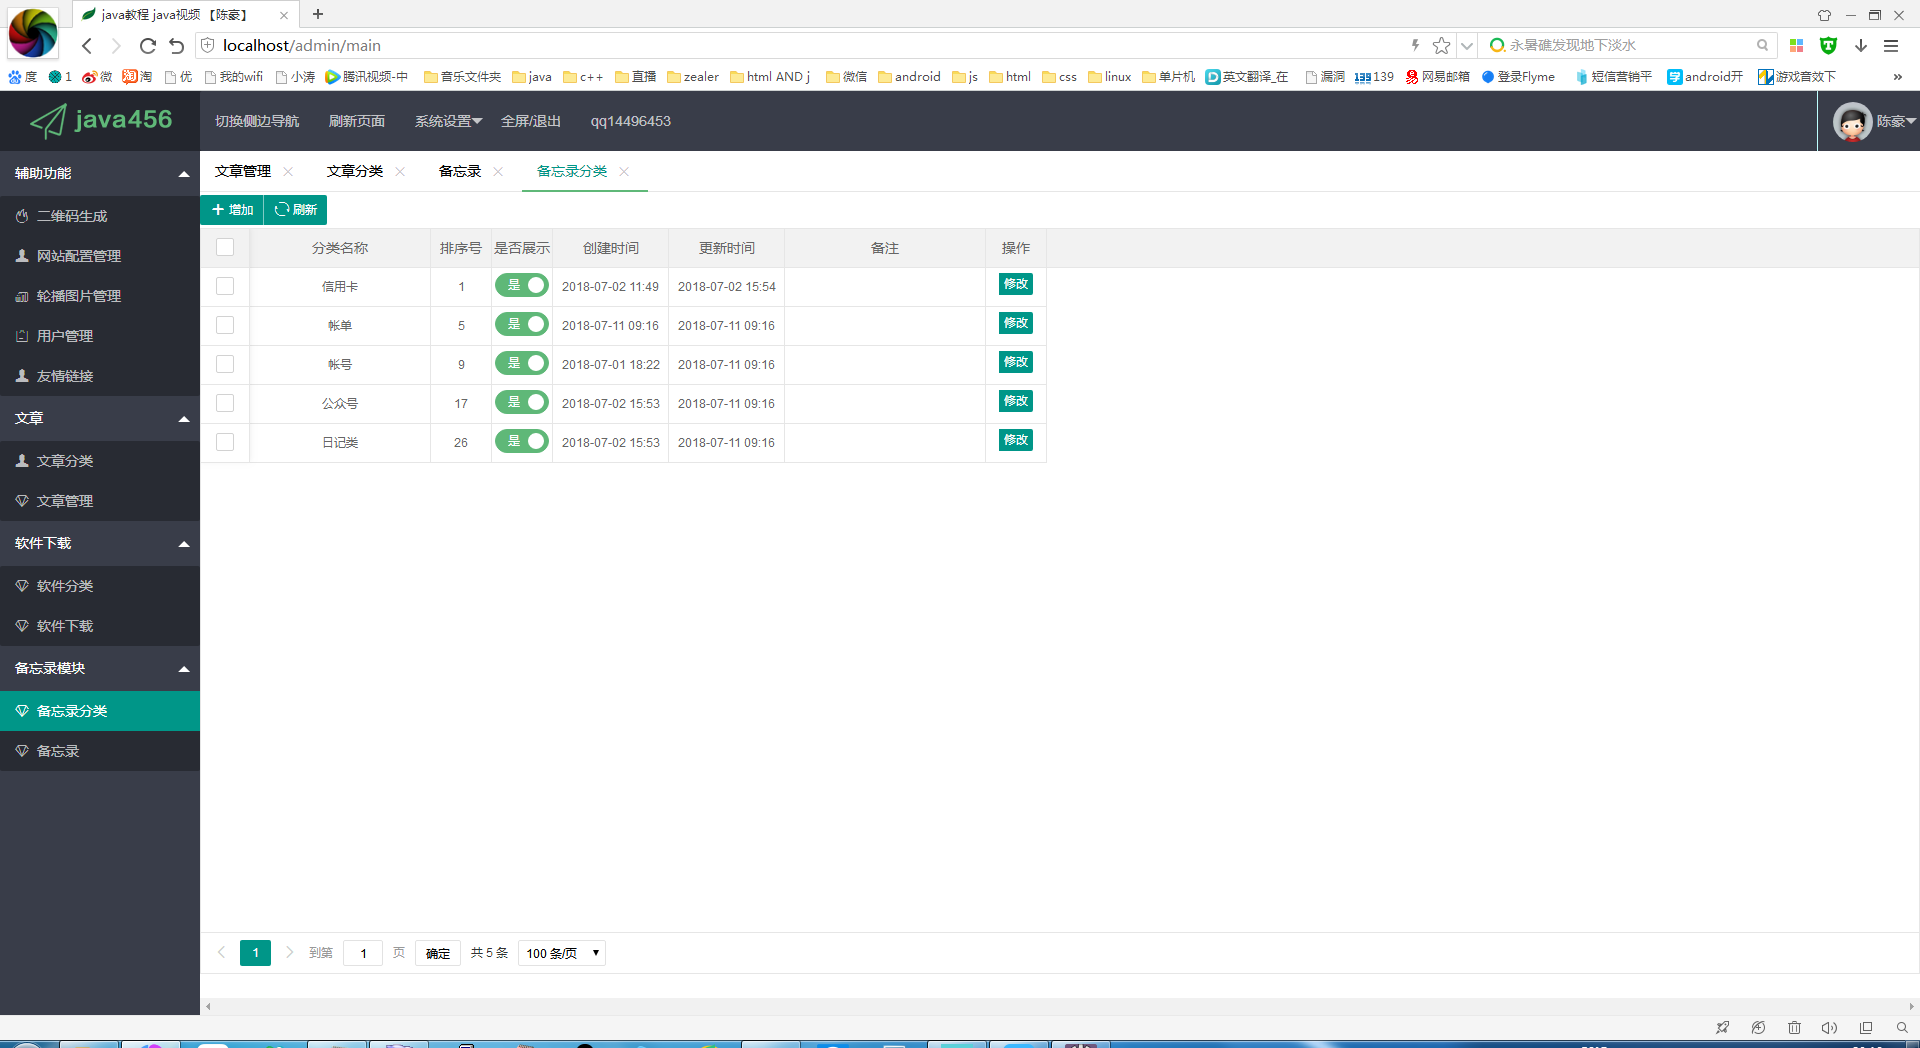 java教程 java视频 【陈豪】
localhost/admin/main
永暑礁发现地下淡水
度 1 微 淘 优 我的wifi 小涛 腾讯视频-中 音乐文件夹 java c++ 直播 zealer html AND j 微信 android js html css linux 单片机 英文翻译_在 漏洞 139 139 网易邮箱 登录Flyme 短信营销平 android开 游戏音效下 »
java456 切换侧边导航 刷新页面 系统设置 全屏/退出 qq14496453 陈豪
辅助功能
二维码生成
网站配置管理
轮播图片管理
用户管理
友情链接
文章
文章分类
文章管理
软件下载
软件分类
软件下载
备忘录模块
备忘录分类
备忘录
文章管理 文章分类 备忘录 备忘录分类
增加 刷新
分类名称 排序号 是否展示 创建时间 更新时间 备注 操作
信用卡 1 是 2018-07-02 11:49 2018-07-02 15:54 修改
帐单 5 是 2018-07-11 09:16 2018-07-11 09:16 修改
帐号 9 是 2018-07-01 18:22 2018-07-11 09:16 修改
公众号 17 是 2018-07-02 15:53 2018-07-11 09:16 修改
日记类 26 是 2018-07-02 15:53 2018-07-11 09:16 修改
1 到第 1 页 确定 共 5 条 100 条/页